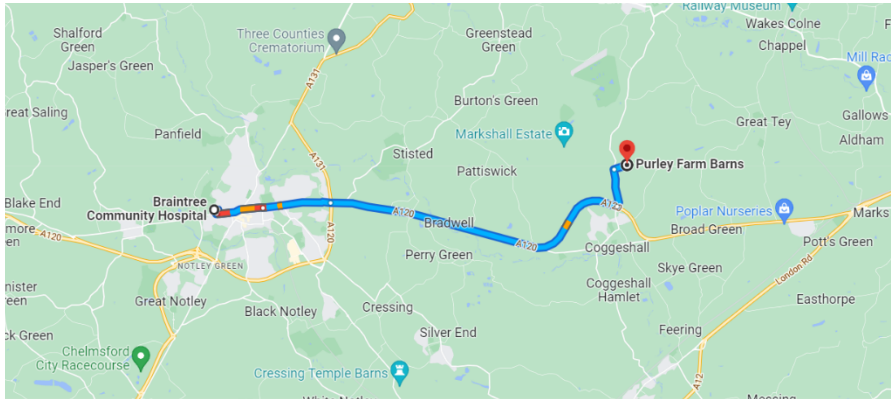 Railway Museum
Shalford
Green
Wakes Colne
Three Counties
Crematorium
Greenstead
Green
Chappel
Jasper's Green
A131
Mill Rac
reat Saling
Burton's Green
Gallows
Great Tey
Panfield
Markshall Estate
Aldham
Stisted
A131
Pattiswick
Purley Farm Barns
Blake End
Braintree
Community Hospital
A120
Bradwell
Poplar Nurseries
Marks
more
een
A120
A120
Broad Green
A120
Coggeshall
Pott's Green
NOTLEY GREEN
Perry Green
Skye Green
London Rd
nister
reen
Great Notley
Coggeshall
Hamlet
Easthorpe
Black Notley
Cressing
ck Green
Silver End
Feering
Chelmsford
City Racecourse
A12
Cressing Temple Barns
Messing